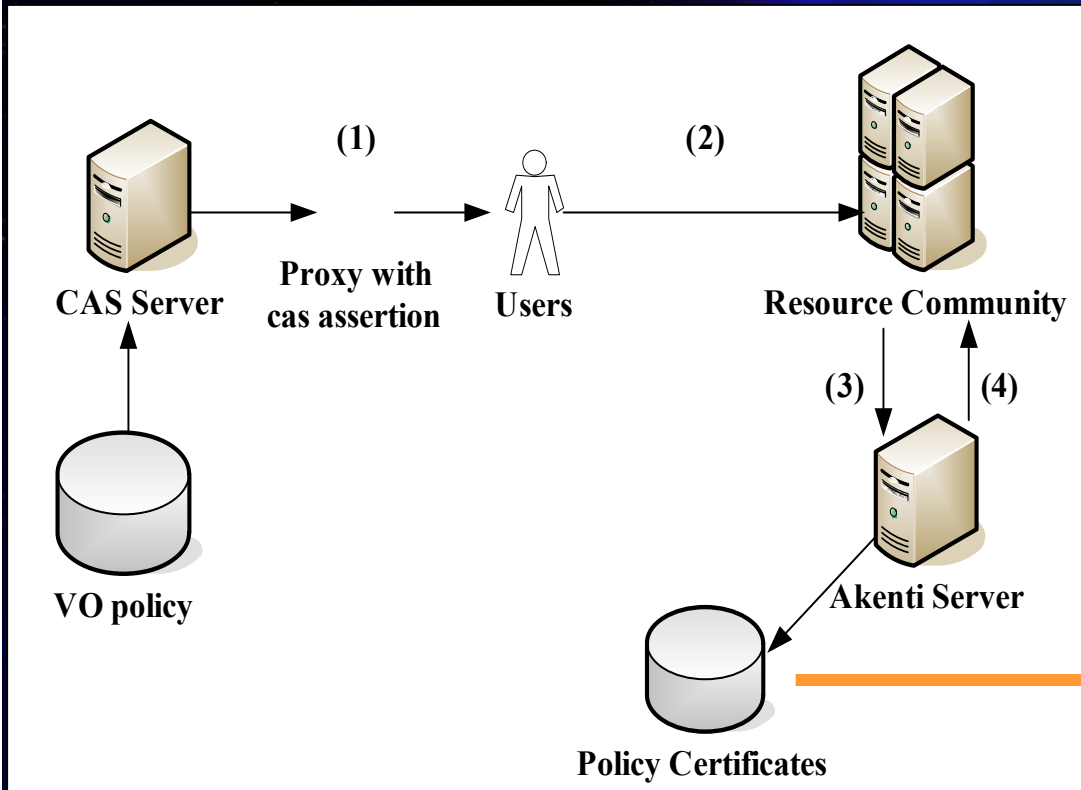 (1)
(2)
CAS Server
Proxy with
cas assertion
Users
Resource Community
(3)
(4)
VO policy
Akenti Server
Policy Certificates